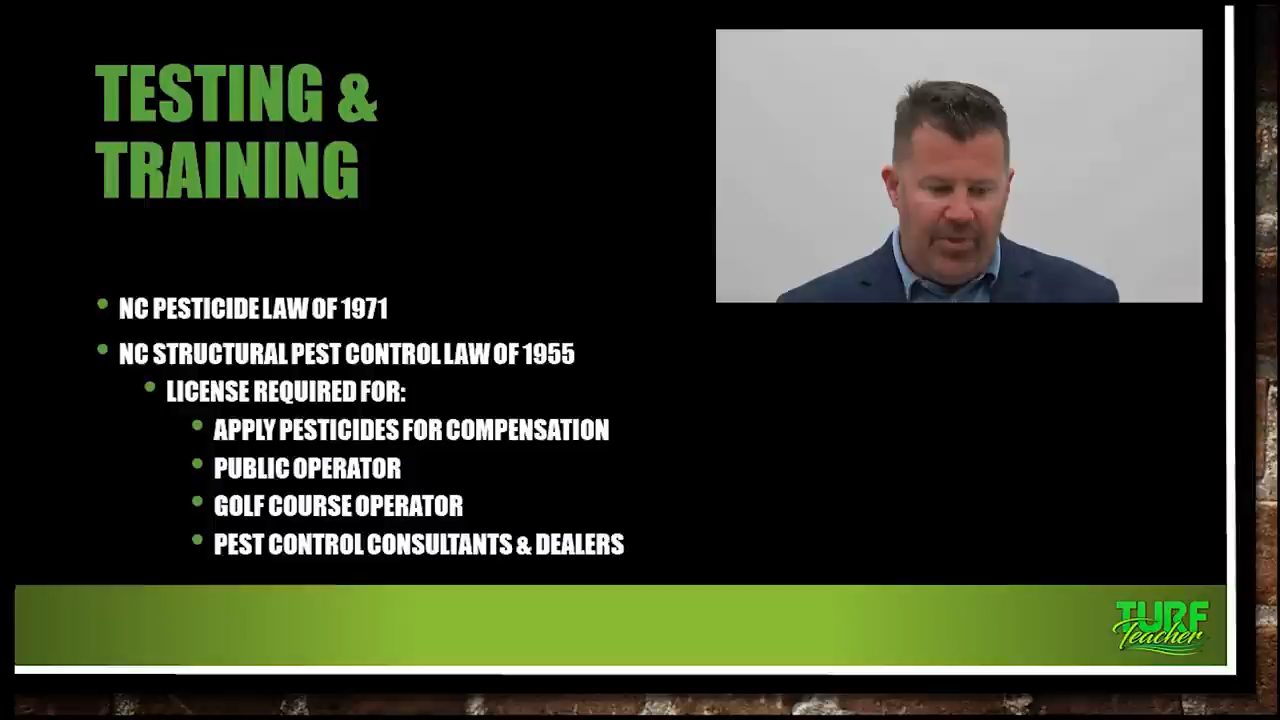 TESTING &
TRAINING
NC PESTICIDE LAW OF 1971
NC STRUCTURAL PEST CONTROL LAW OF 1955
LICENSE REQUIRED FOR:
APPLY PESTICIDES FOR COMPENSATION
PUBLIC OPERATOR
GOLF COURSE OPERATOR
PEST CONTROL CONSULTANTS & DEALERS
TURF
Teacher